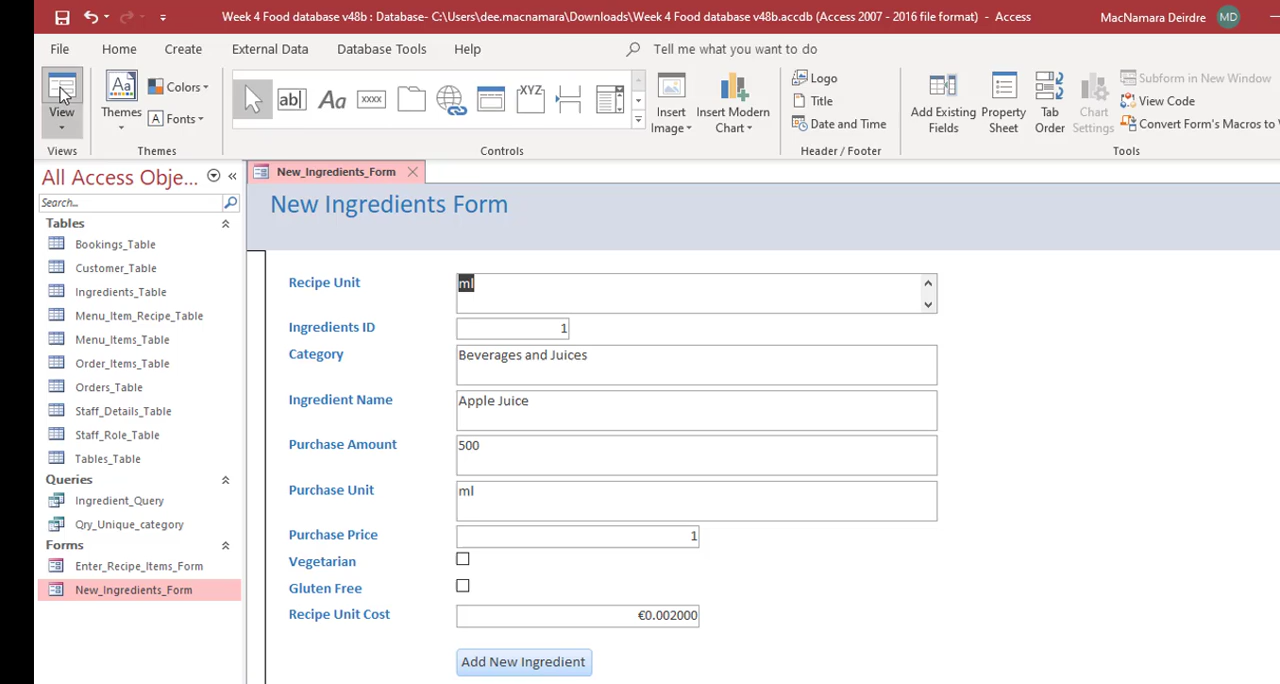 Week 4 Food database v48b : Database- C:\Users\dee.macnamara\Downloads\Week 4 Food database v48b.accdb (Access 2007 - 2016 file format) - Access
MacNamara Deirdre MD
File Home Create External Data Database Tools Help Tell me what you want to do
View
Views
Aa
Themes
Colors
A Fonts
Themes
ab| Aa xxxx XYZ
Controls
Insert Image
Insert Modern Chart
Logo
Title
Date and Time
Header / Footer
Add Existing Fields
Property Sheet
Tab Order
Chart Settings
Subform in New Window
View Code
Convert Form's Macros to
Tools
All Access Obje... «
Search...
Tables
Bookings_Table
Customer_Table
Ingredients_Table
Menu_Item_Recipe_Table
Menu_Items_Table
Order_Items_Table
Orders_Table
Staff_Details_Table
Staff_Role_Table
Tables_Table
Queries
Ingredient_Query
Qry_Unique_category
Forms
Enter_Recipe_Items_Form
New_Ingredients_Form
New_Ingredients_Form
New Ingredients Form
Recipe Unit ml
Ingredients ID 1
Category Beverages and Juices
Ingredient Name Apple Juice
Purchase Amount 500
Purchase Unit ml
Purchase Price 1
Vegetarian
Gluten Free
Recipe Unit Cost €0.002000
Add New Ingredient